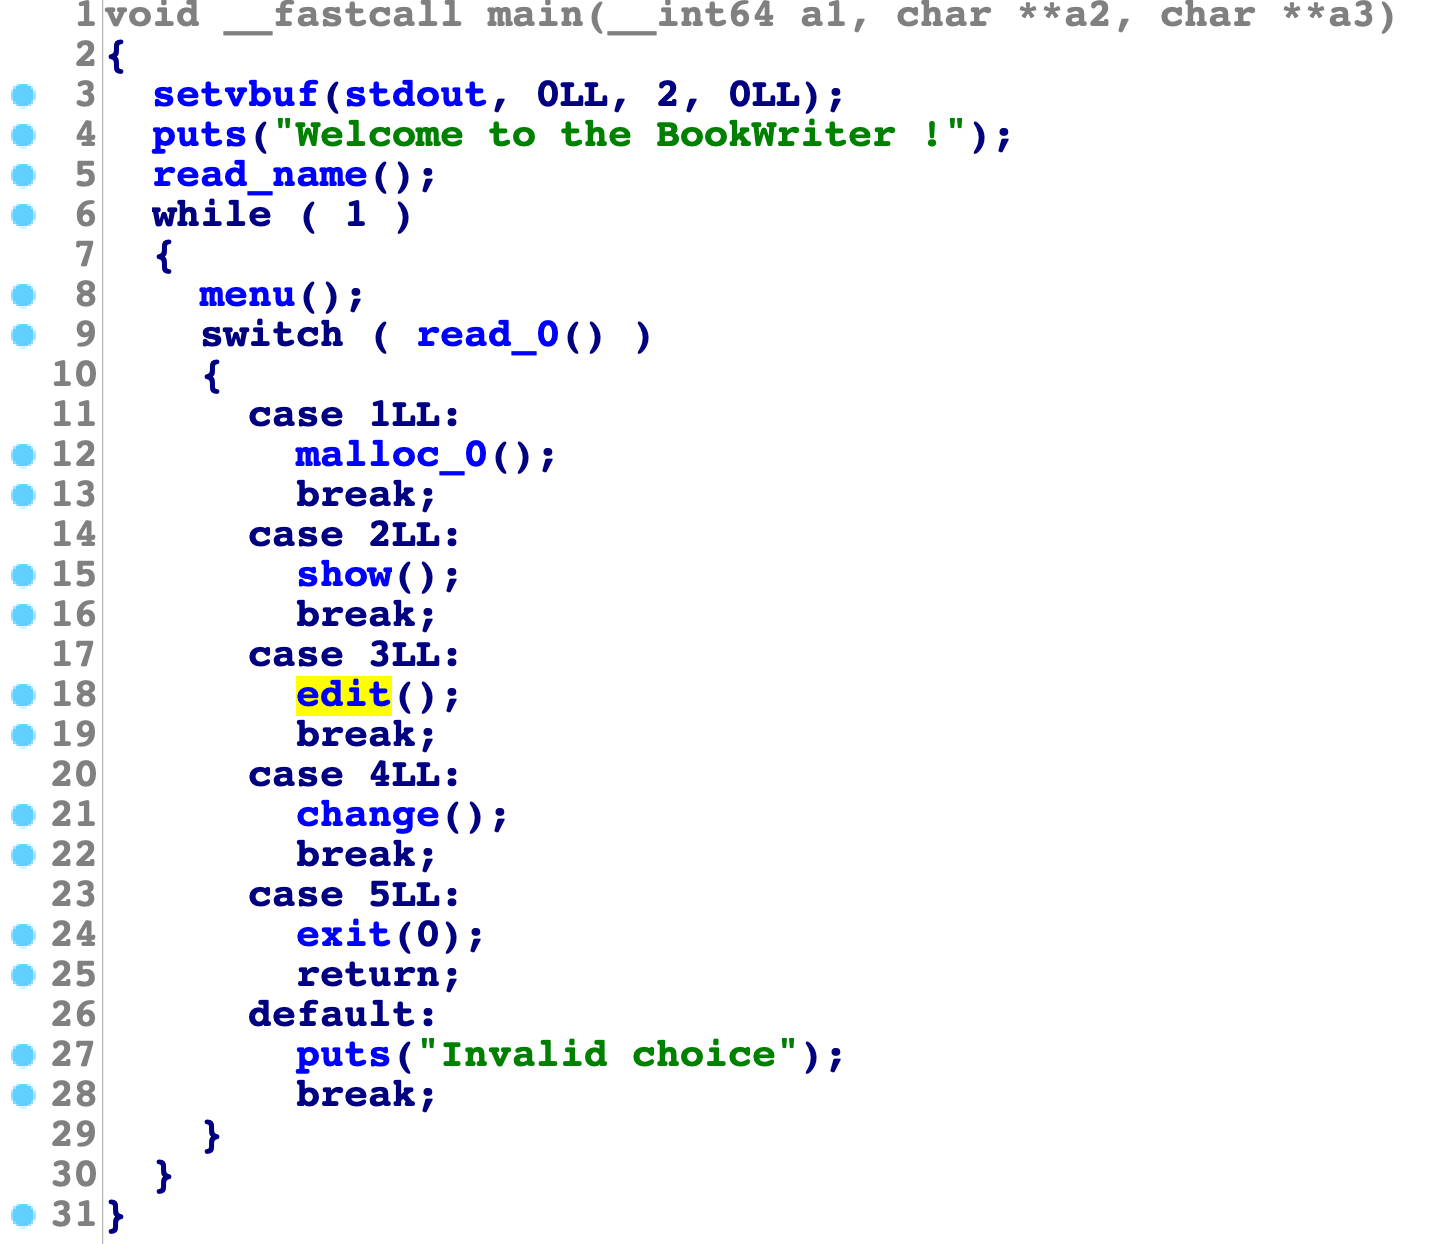 1 void __fastcall main(__int64 a1, char **a2, char **a3)
2 {
3   setvbuf(stdout, 0LL, 2, 0LL);
4   puts("Welcome to the BookWriter !");
5   read_name();
6   while ( 1 )
7   {
8     menu();
9     switch ( read_0() )
10     {
11       case 1LL:
12         malloc_0();
13         break;
14       case 2LL:
15         show();
16         break;
17       case 3LL:
18         edit();
19         break;
20       case 4LL:
21         change();
22         break;
23       case 5LL:
24         exit(0);
25         return;
26       default:
27         puts("Invalid choice");
28         break;
29     }
30   }
31 }